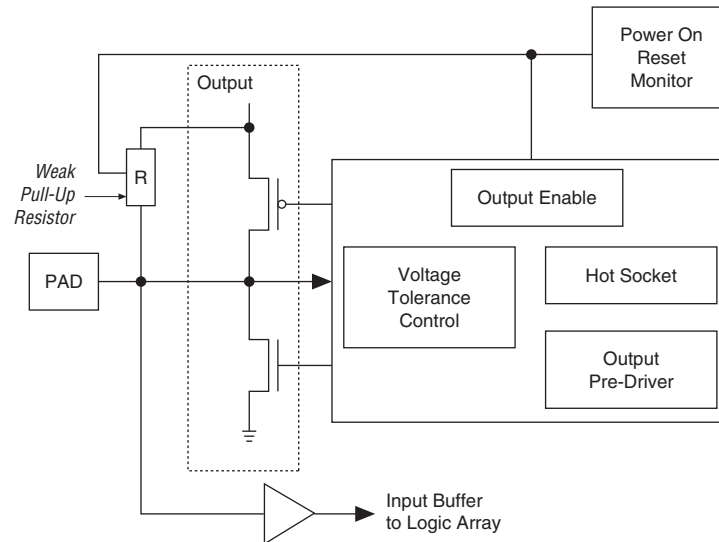 Power On
Reset
Monitor
Output
R
Weak
Pull-Up
Resistor
Output Enable
PAD
Voltage
Tolerance
Control
Hot Socket
Output
Pre-Driver
Input Buffer
to Logic Array